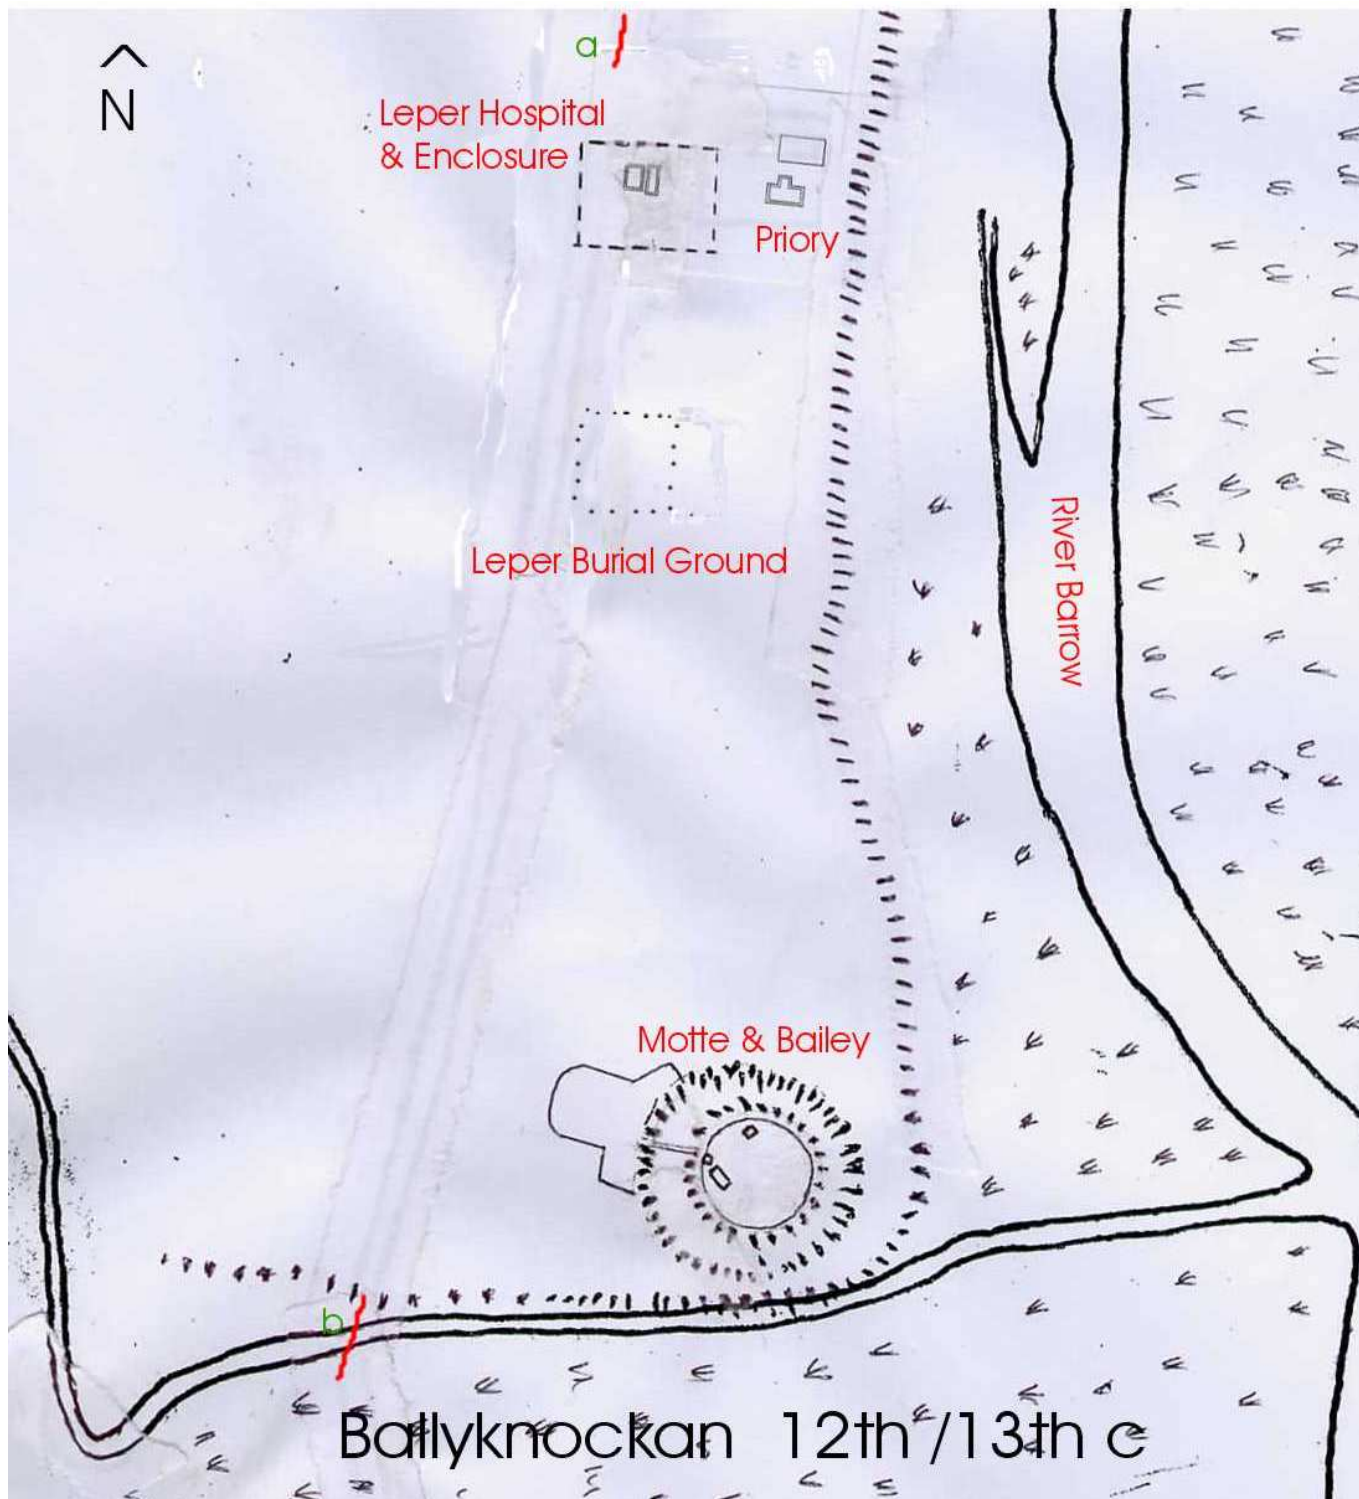 a
N
Leper Hospital
& Enclosure
Priory
Leper Burial Ground
River Barrow
Motte & Bailey
b
Ballyknockan 12th /13th c